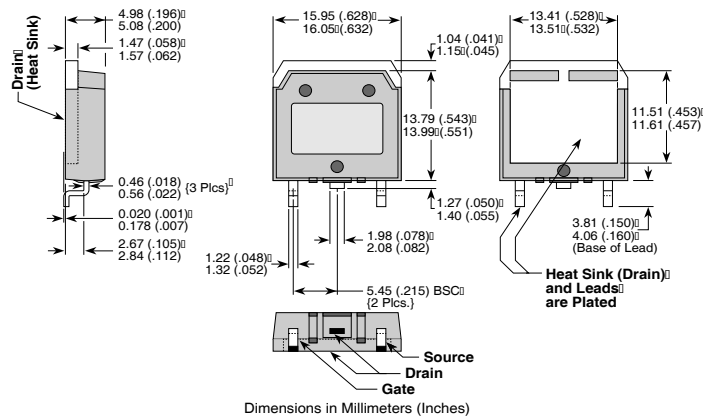 4.98 (.196)▯
5.08 (.200)
1.47 (.058)▯
1.57 (.062)
Drain▯
(Heat Sink)
0.46 (.018)▯
0.56 (.022) {3 Plcs}
0.020 (.001)▯
0.178 (.007)
2.67 (.105)▯
2.84 (.112)
15.95 (.628)▯
16.05▯(.632)
1.04 (.041)▯
1.15▯(.045)
13.79 (.543)▯
13.99▯(.551)
1.27 (.050)▯
1.40 (.055)
1.98 (.078)▯
2.08 (.082)
1.22 (.048)▯
1.32 (.052)
5.45 (.215) BSC▯
{2 Plcs.}
13.41 (.528)▯
13.51▯(.532)
11.51 (.453)▯
11.61 (.457)
3.81 (.150)▯
4.06 (.160)▯
(Base of Lead)
Heat Sink (Drain)▯
and Leads▯
are Plated
Source
Drain
Gate
Dimensions in Millimeters (Inches)